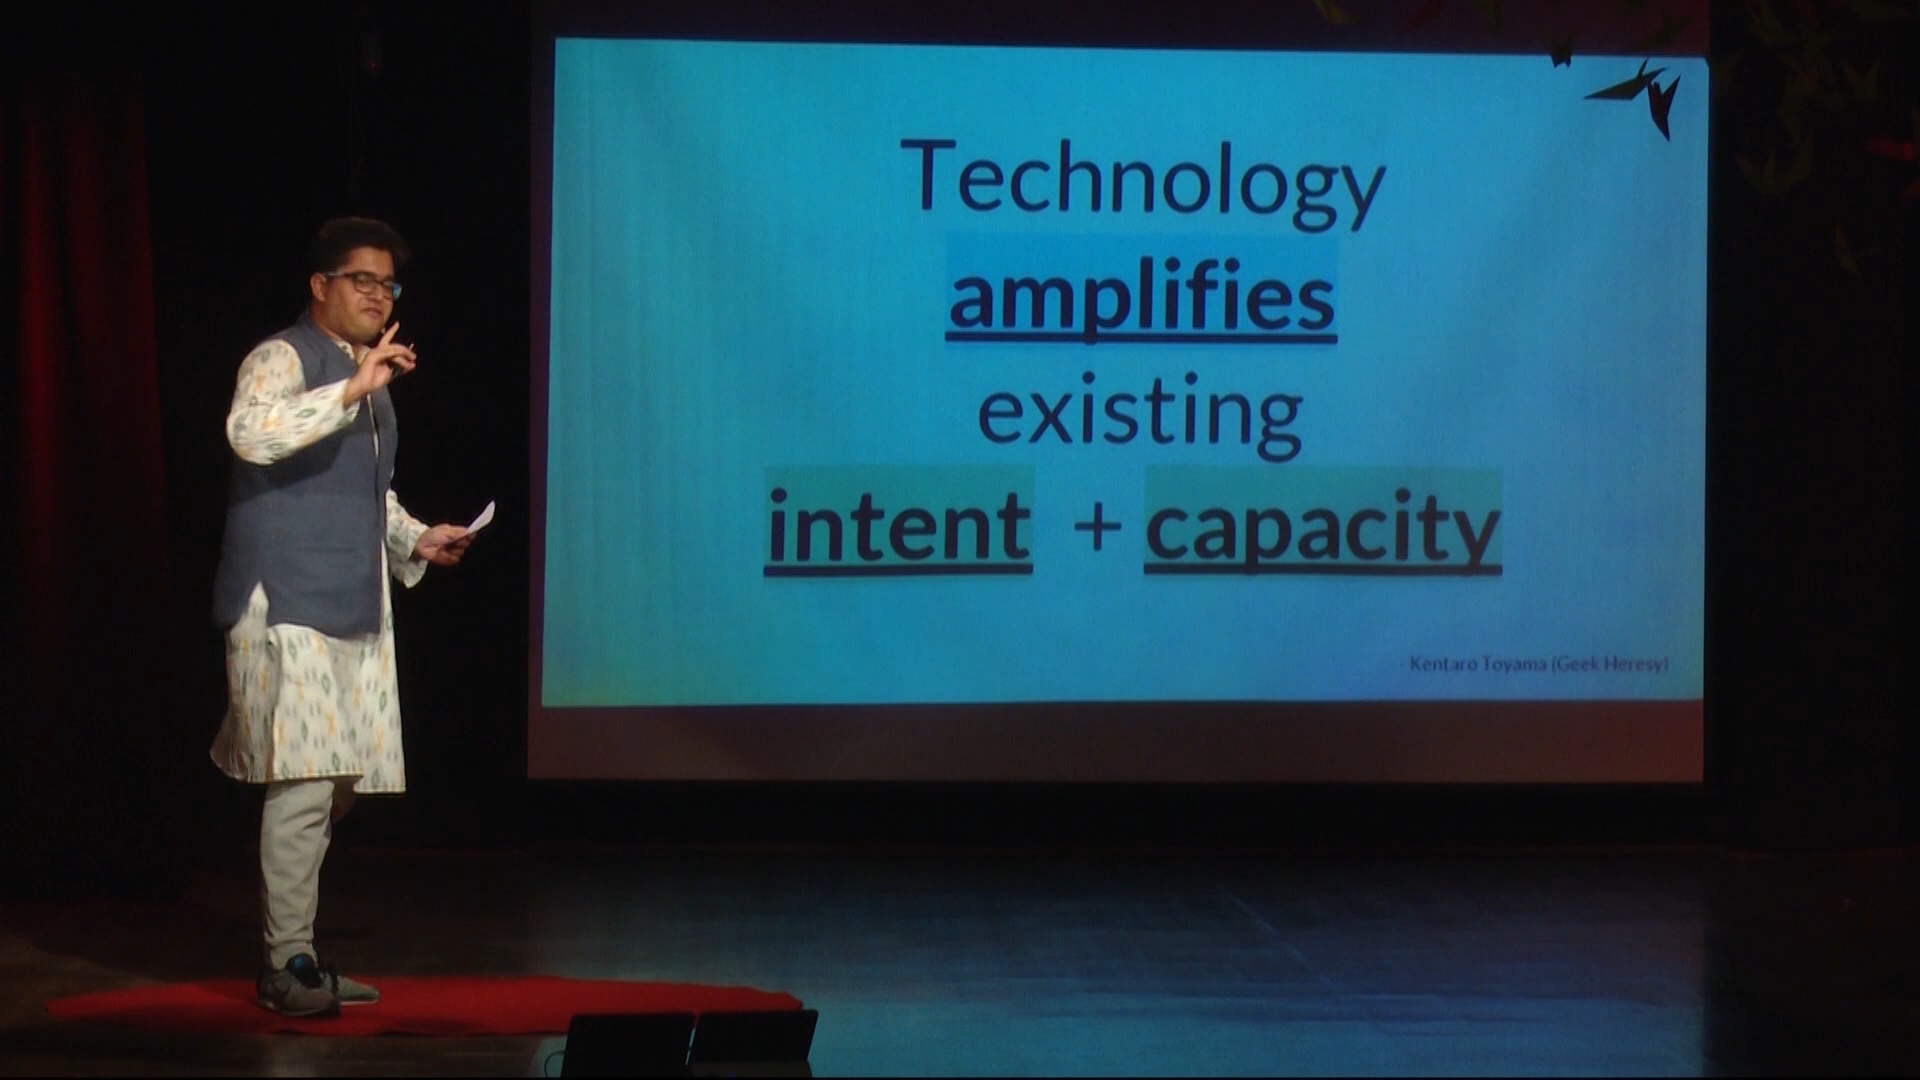 Technology
amplifies
existing
intent + capacity
- Kentaro Toyama (Geek Heresy)